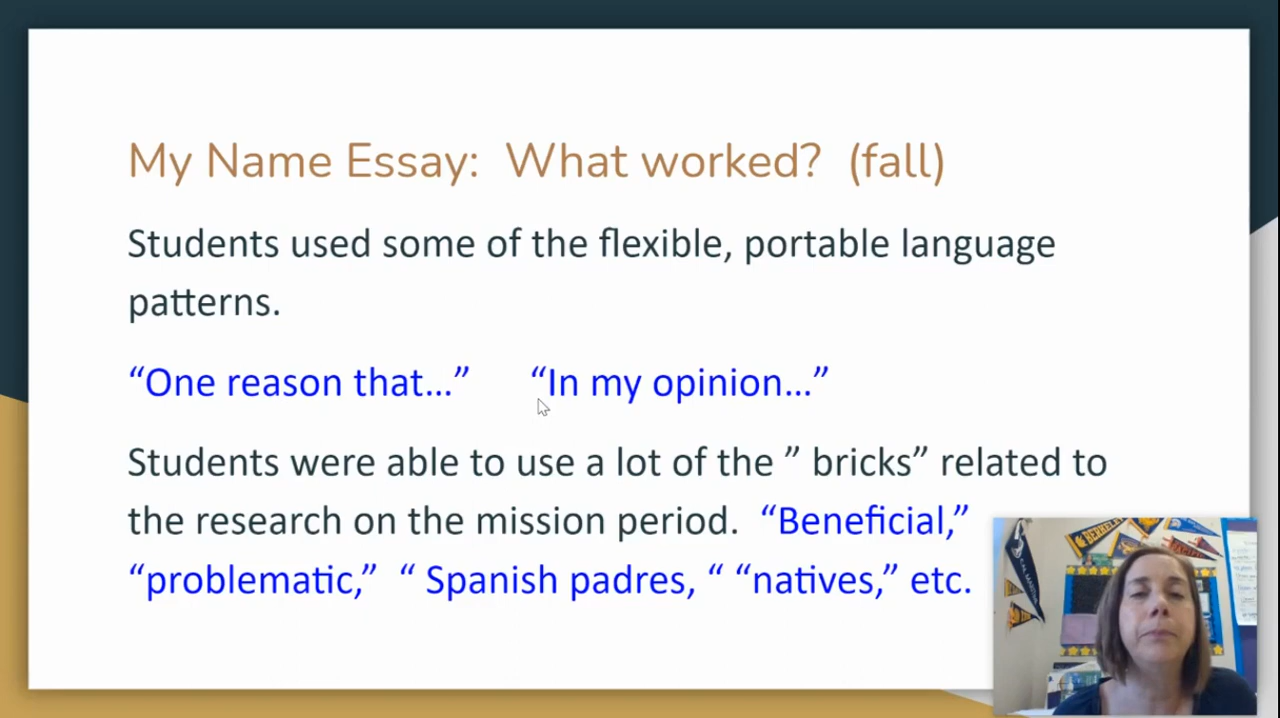 My Name Essay:  What worked?  (fall)
Students used some of the flexible, portable language
patterns.
“One reason that...”     “In my opinion...”
Students were able to use a lot of the ” bricks” related to
the research on the mission period.  “Beneficial,”
“problematic,”  “ Spanish padres, “ “natives,” etc.
BERKELEY
PACIFIC